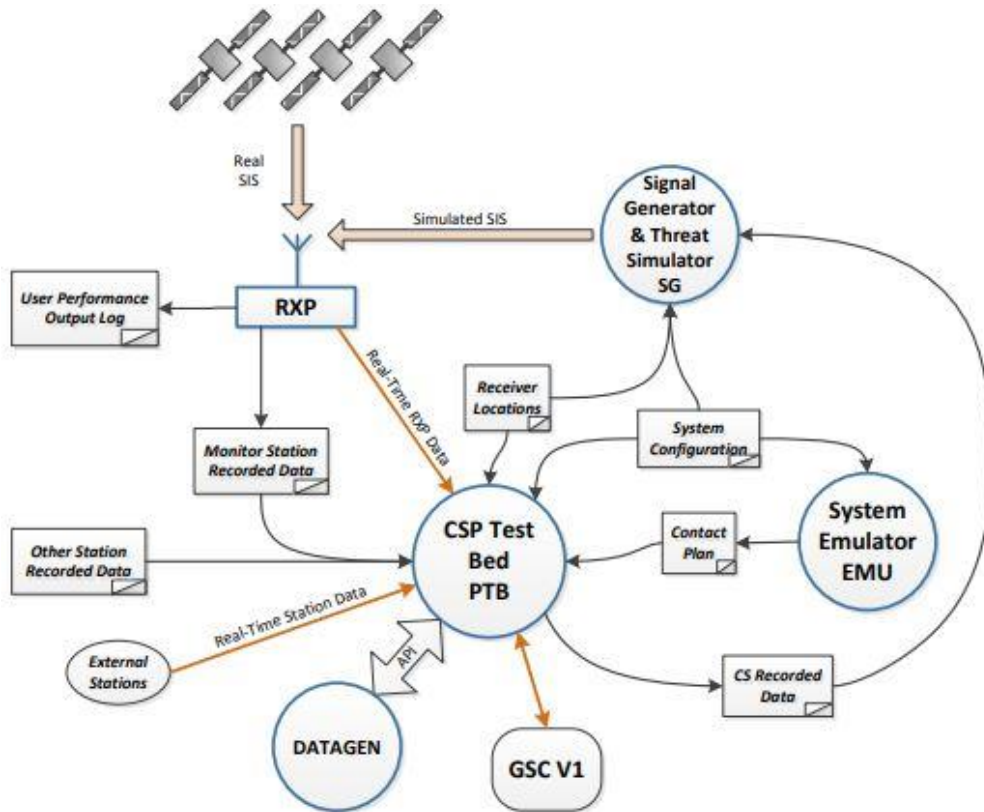 Real
SIS
Signal
Generator
& Threat
Simulator
SG
Simulated SIS
User Performance
Output Log
RXP
Real-Time RXP Data
Receiver
Locations
System
Configuration
Monitor Station
Recorded Data
CSP Test
Bed
PTB
Contact
Plan
System
Emulator
EMU
Other Station
Recorded Data
Real-Time Station Data
External
Stations
API
CS Recorded
Data
DATAGEN
GSC V1